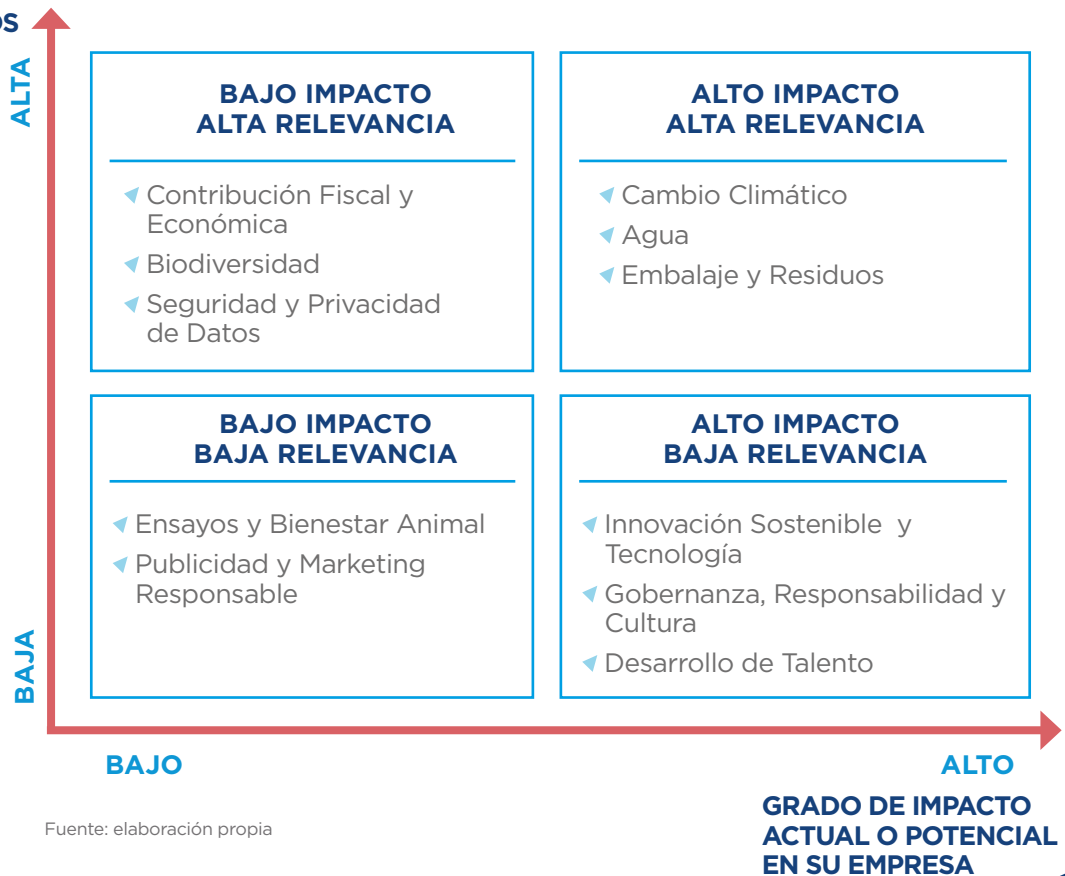 OS
ALTA
BAJO IMPACTO
ALTA RELEVANCIA
Contribución Fiscal y
Económica
Biodiversidad
Seguridad y Privacidad
de Datos
ALTO IMPACTO
ALTA RELEVANCIA
Cambio Climático
Agua
Embalaje y Residuos
BAJO IMPACTO
BAJA RELEVANCIA
Ensayos y Bienestar Animal
Publicidad y Marketing
Responsable
ALTO IMPACTO
BAJA RELEVANCIA
Innovación Sostenible y
Tecnología
Gobernanza, Responsabilidad y
Cultura
Desarrollo de Talento
BAJA
BAJO
ALTO
GRADO DE IMPACTO
ACTUAL O POTENCIAL
EN SU EMPRESA
Fuente: elaboración propia